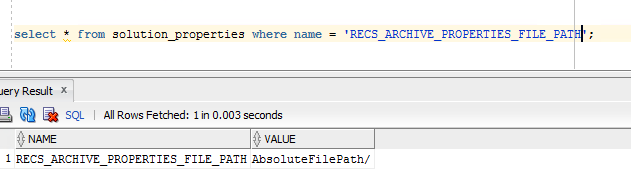 select * from solution_properties where name = 'RECS_ARCHIVE_PROPERTIES_FILE_PATH';
uery Result x
SQL | All Rows Fetched: 1 in 0.003 seconds
NAME VALUE
1 RECS_ARCHIVE_PROPERTIES_FILE_PATH AbsoluteFilePath/